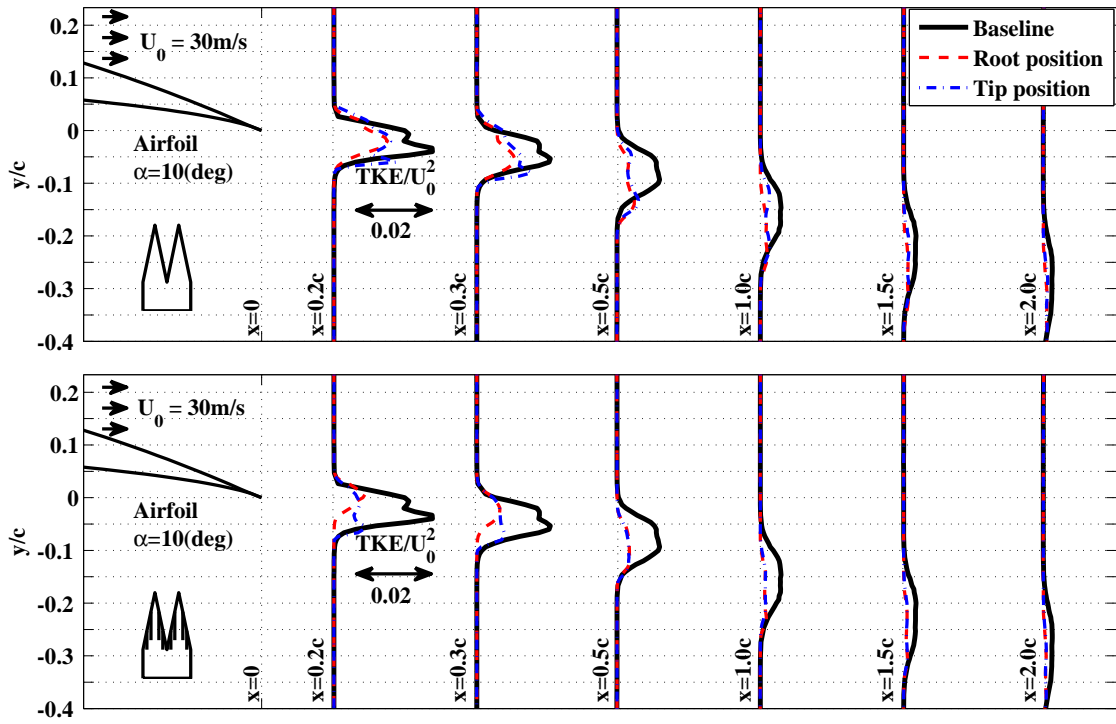 0.2
0.1
0
-0.1
-0.2
-0.3
-0.4
y/c
U0 = 30m/s
Airfoil
α=10(deg)
TKE/U0^2
0.02
x=0
x=0.2c
x=0.3c
x=0.5c
x=1.0c
x=1.5c
x=2.0c
Baseline
Root position
Tip position
0.2
0.1
0
-0.1
-0.2
-0.3
-0.4
y/c
U0 = 30m/s
Airfoil
α=10(deg)
TKE/U0^2
0.02
x=0
x=0.2c
x=0.3c
x=0.5c
x=1.0c
x=1.5c
x=2.0c